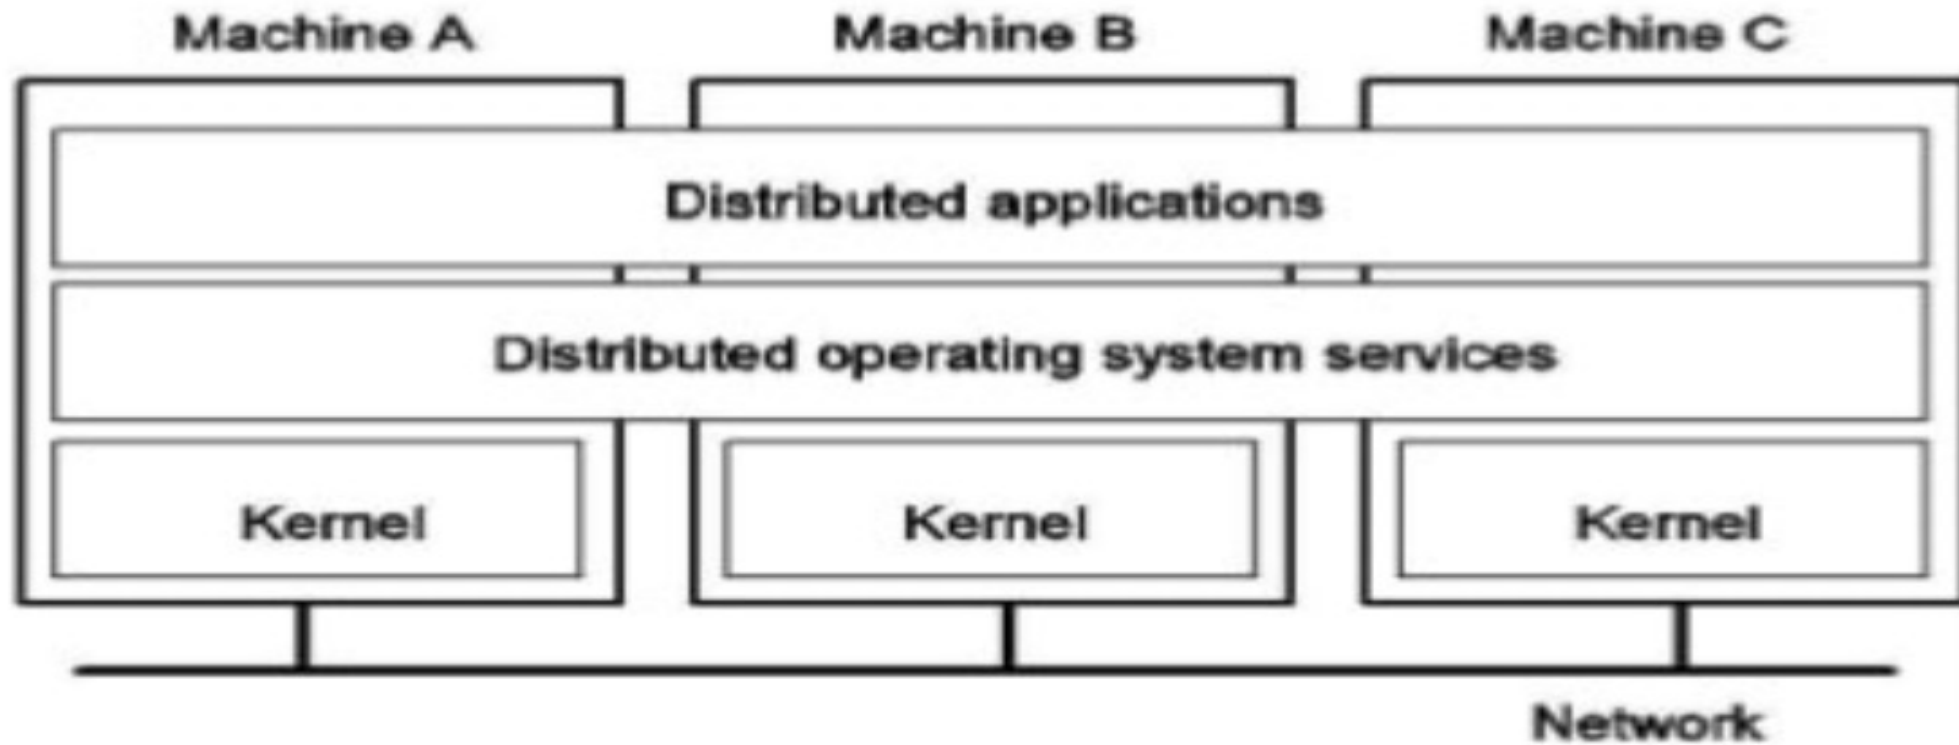 Machine A
Machine B
Machine C
Distributed applications
Distributed operating system services
Kernel
Kernel
Kernel
Network